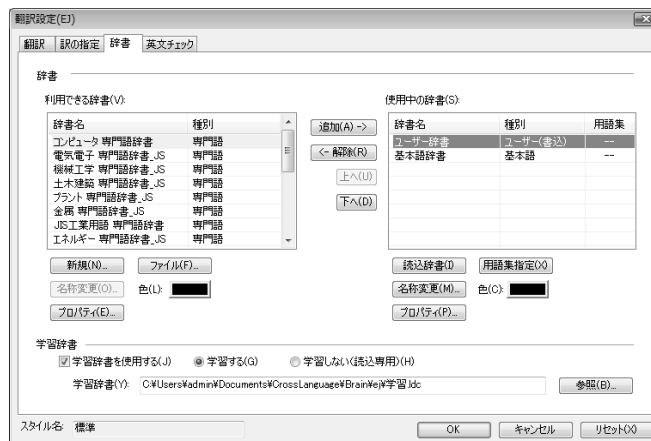 翻訳設定(EJ)
翻訳 訳の指定 辞書 英文チェック
辞書
利用できる辞書(V): 使用中の辞書(S):
辞書名 種別 追加(A) -> 辞書名 種別 用語集
コンピュータ 専門語辞書 専門語 ユーザー辞書 ユーザー(書込) --
電気電子 専門語辞書_JS 専門語 <- 解除(R) 基本語辞書 基本語 --
機械工学 専門語辞書_JS 専門語
土木建築 専門語辞書_JS 専門語 上へ(U)
プラント 専門語辞書_JS 専門語
金属 専門語辞書_JS 専門語 下へ(D)
JIS工業用語 専門語辞書 専門語
エネルギー 専門語辞書_JS 専門語
新規(N)... ファイル(F)... 読込辞書(I) 用語集指定(X)
名称変更(O)... 色(L): 名称変更(M)... 色(C):
プロパティ(E)... プロパティ(P)...
学習辞書
学習辞書を使用する(J) 学習する(G) 学習しない(読込専用)(H)
学習辞書(Y): C:¥Users¥admin¥Documents¥CrossLanguage¥Brain¥ej¥学習.ldc 参照(B)...
スタイル名: 標準 OK キャンセル リセット(X)